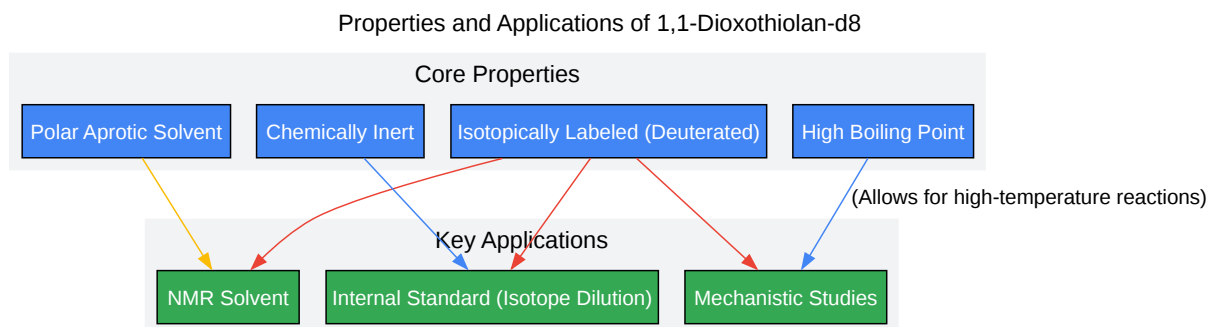 Properties and Applications of 1,1-Dioxothiolan-d8
Core Properties
Polar Aprotic Solvent
Chemically Inert
Isotopically Labeled (Deuterated)
High Boiling Point
(Allows for high-temperature reactions)
Key Applications
NMR Solvent
Internal Standard (Isotope Dilution)
Mechanistic Studies